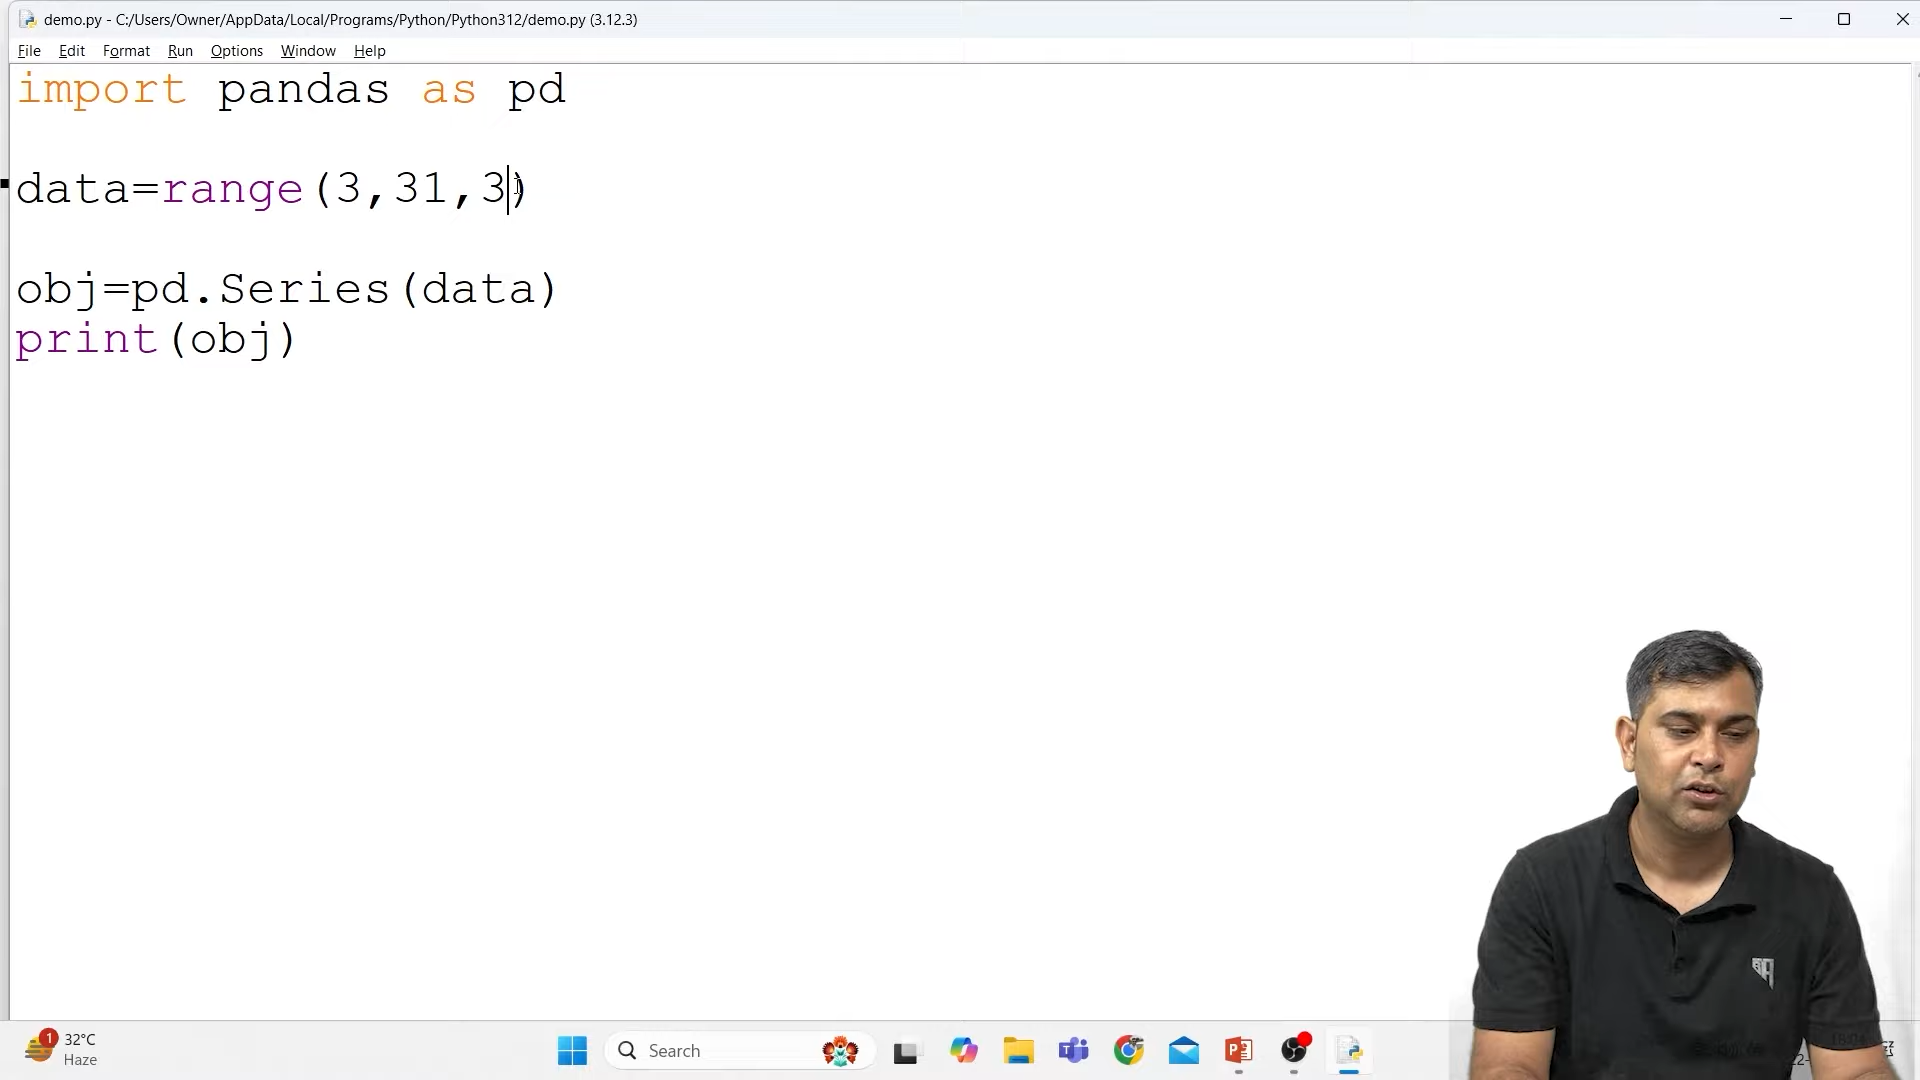 demo.py - C:/Users/Owner/AppData/Local/Programs/Python/Python312/demo.py (3.12.3)
File Edit Format Run Options Window Help
import pandas as pd
data=range(3,31,3)
obj=pd.Series(data)
print(obj)
1
32°C
Haze
Search